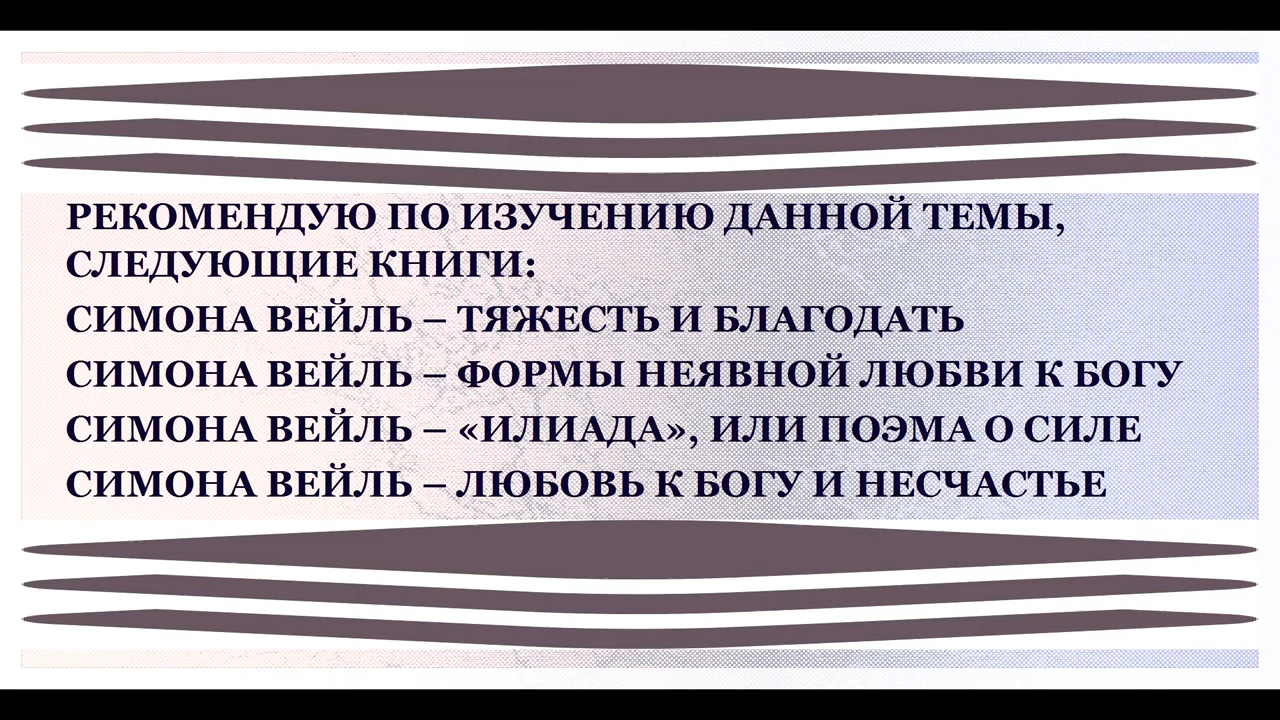 РЕКОМЕНДУЮ ПО ИЗУЧЕНИЮ ДАННОЙ ТЕМЫ,
СЛЕДУЮЩИЕ КНИГИ:
СИМОНА ВЕЙЛЬ – ТЯЖЕСТЬ И БЛАГОДАТЬ
СИМОНА ВЕЙЛЬ – ФОРМЫ НЕЯВНОЙ ЛЮБВИ К БОГУ
СИМОНА ВЕЙЛЬ – «ИЛИАДА», ИЛИ ПОЭМА О СИЛЕ
СИМОНА ВЕЙЛЬ – ЛЮБОВЬ К БОГУ И НЕСЧАСТЬЕ